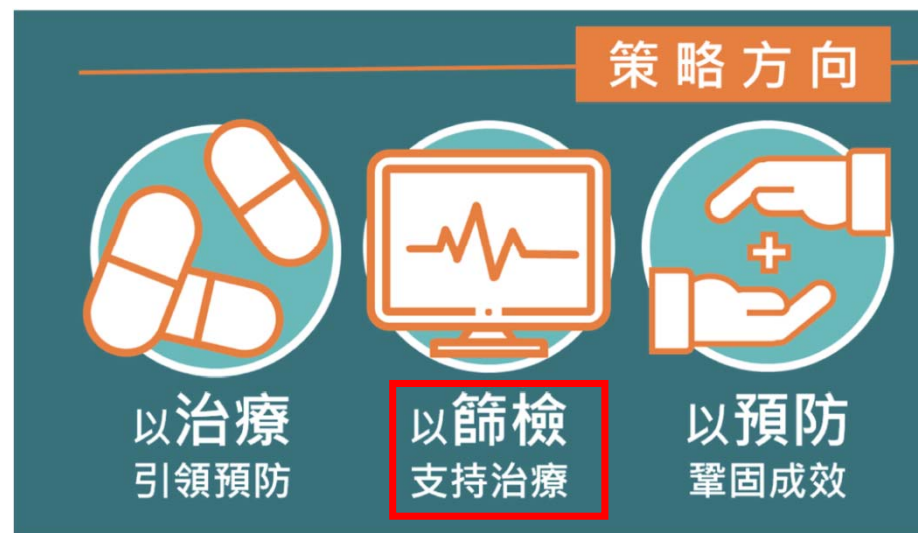 策略方向
以治療
引領預防
以篩檢
支持治療
以預防
鞏固成效